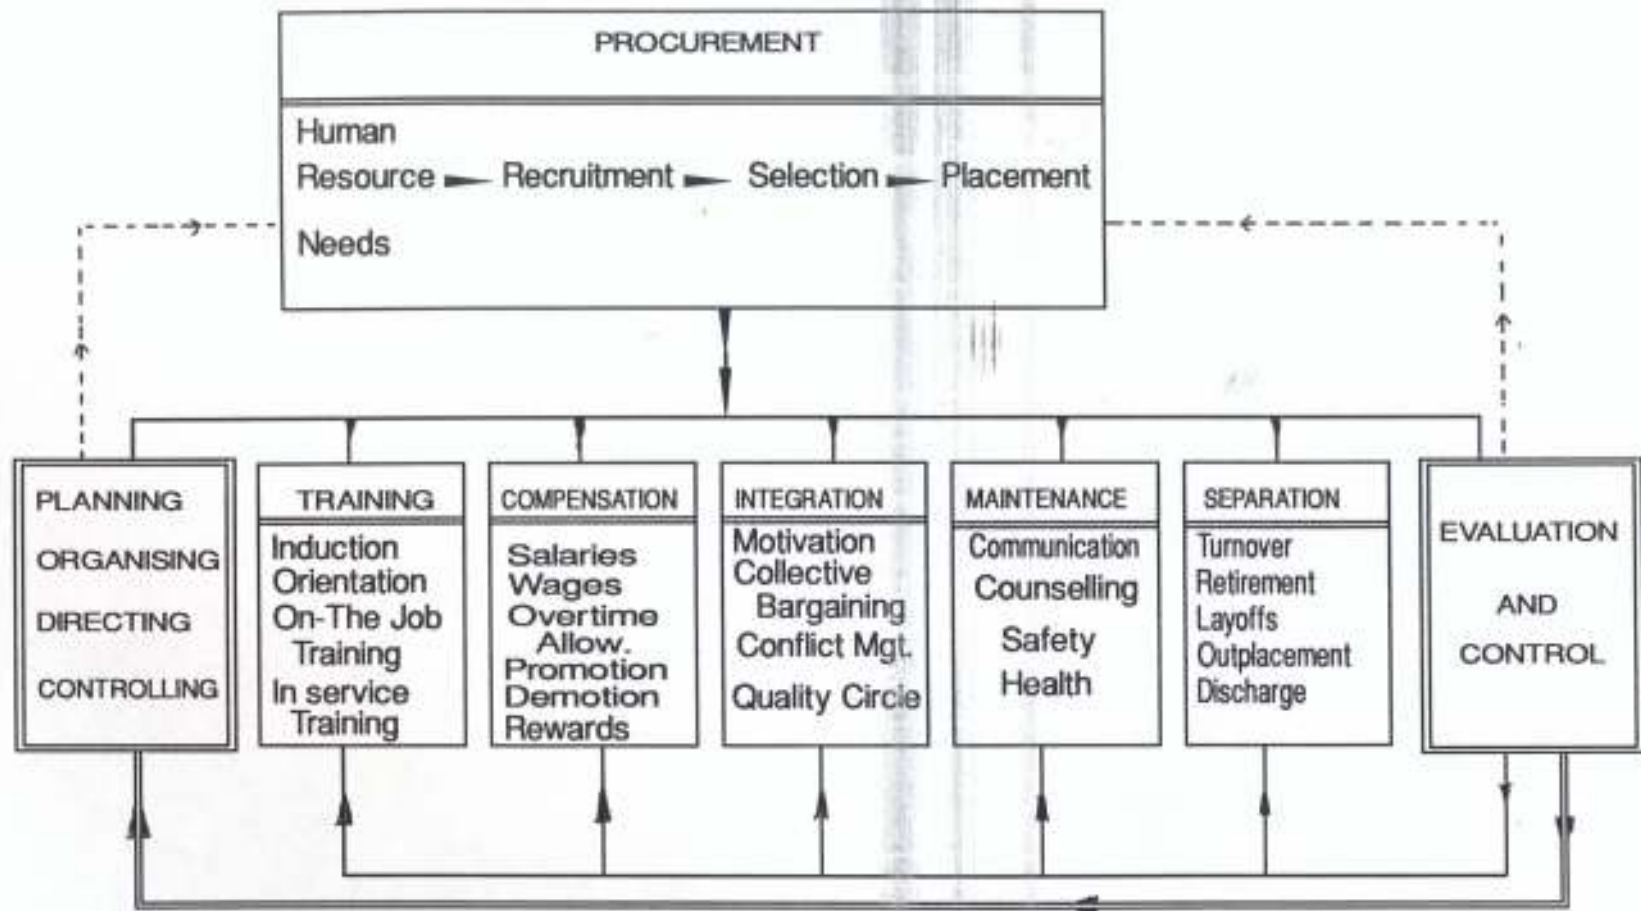 PROCUREMENT
Human
Resource Recruitment Selection Placement
Needs
PLANNING
ORGANISING
DIRECTING
CONTROLLING
TRAINING
Induction
Orientation
On-The Job
Training
In service
Training
COMPENSATION
Salaries
Wages
Overtime
Allow.
Promotion
Demotion
Rewards
INTEGRATION
Motivation
Collective
Bargaining
Conflict Mgt.
Quality Circle
MAINTENANCE
Communication
Counselling
Safety
Health
SEPARATION
Turnover
Retirement
Layoffs
Outplacement
Discharge
EVALUATION
AND
CONTROL